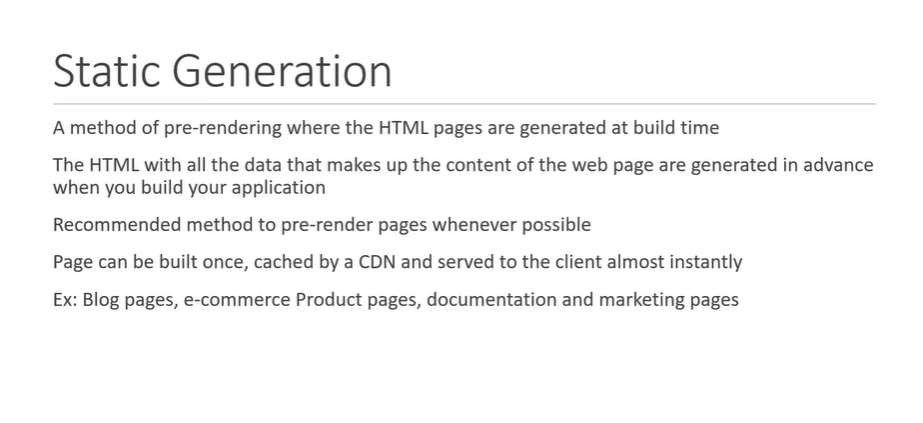 Static Generation
A method of pre-rendering where the HTML pages are generated at build time
The HTML with all the data that makes up the content of the web page are generated in advance
when you build your application
Recommended method to pre-render pages whenever possible
Page can be built once, cached by a CDN and served to the client almost instantly
Ex: Blog pages, e-commerce Product pages, documentation and marketing pages